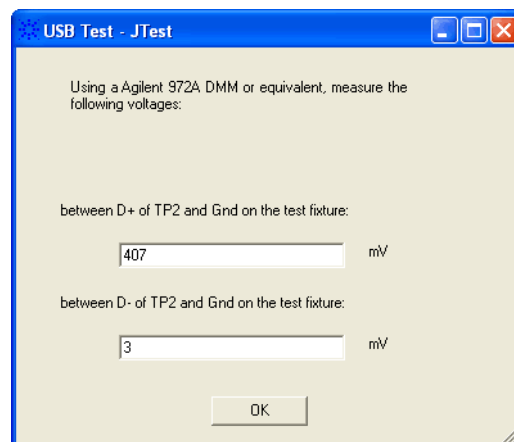 USB Test - JTest
Using a Agilent 972A DMM or equivalent, measure the
following voltages:
between D+ of TP2 and Gnd on the test fixture:
407 mV
between D- of TP2 and Gnd on the test fixture:
3 mV
OK